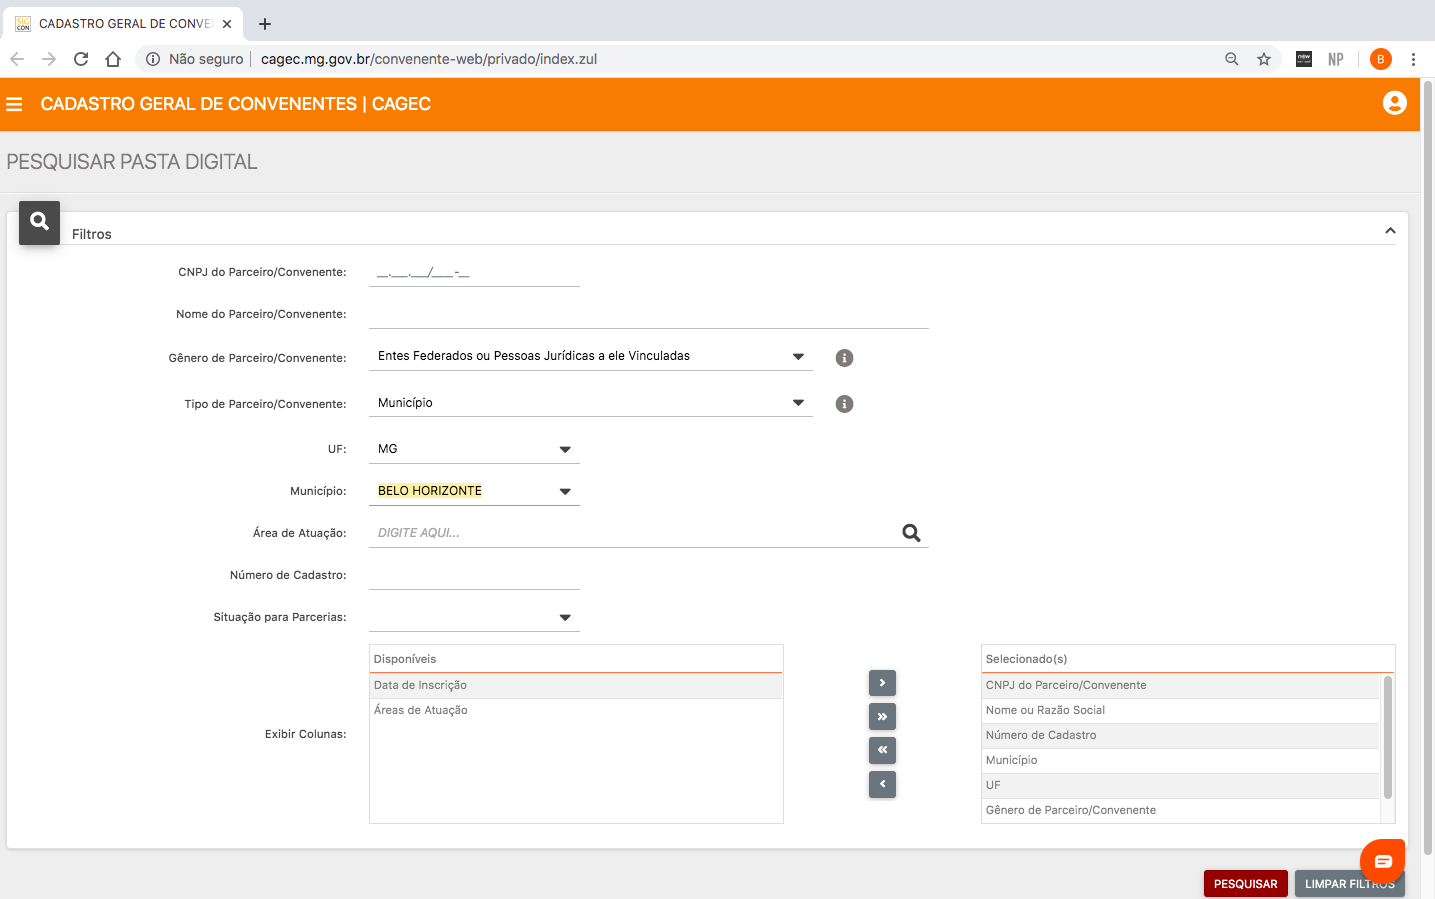 CADASTRO GERAL DE CONVE
Não seguro
cagec.mg.gov.br/convenente-web/privado/index.zul
NP
B
CADASTRO GERAL DE CONVENENTES | CAGEC
PESQUISAR PASTA DIGITAL
Filtros
CNPJ do Parceiro/Convenente: __.___.___/____-__
Nome do Parceiro/Convenente:
Gênero de Parceiro/Convenente: Entes Federados ou Pessoas Jurídicas a ele Vinculadas
Tipo de Parceiro/Convenente: Município
UF: MG
Município: BELO HORIZONTE
Área de Atuação: DIGITE AQUI...
Número de Cadastro:
Situação para Parcerias:
Exibir Colunas:
Disponíveis
Data de Inscrição
Áreas de Atuação
Selecionado(s)
CNPJ do Parceiro/Convenente
Nome ou Razão Social
Número de Cadastro
Município
UF
Gênero de Parceiro/Convenente
PESQUISAR
LIMPAR FILTROS